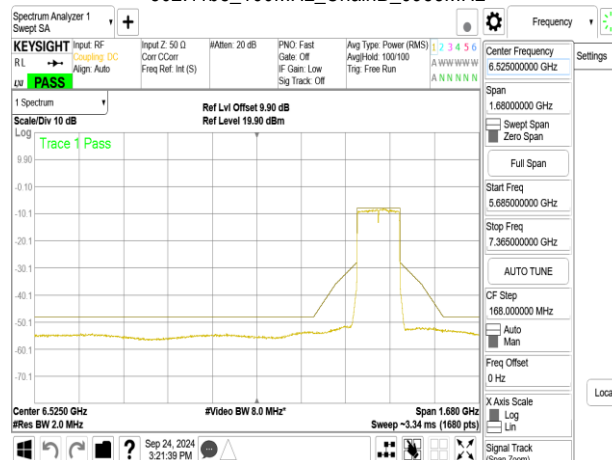 Spectrum Analyzer 1
Swept SA
Frequency
KEYSIGHT
RL
PASS
Input: RF
Coupling: DC
Align: Auto
Input Z: 50 Ω
Corr CCorr
Freq Ref: Int (S)
#Atten: 20 dB
PNO: Fast
Gate: Off
IF Gain: Low
Sig Track: Off
Avg Type: Power (RMS)
Avg|Hold: 100/100
Trig: Free Run
1 2 3 4 5 6
A W W W W W
A N N N N N
Center Frequency
6.525000000 GHz
Settings
Span
1.68000000 GHz
Swept Span
Zero Span
Full Span
Start Freq
5.685000000 GHz
Stop Freq
7.365000000 GHz
AUTO TUNE
CF Step
168.000000 MHz
Auto
Man
Freq Offset
0 Hz
X Axis Scale
Log
Lin
Signal Track
(Span Zoom)
1 Spectrum
Scale/Div 10 dB
Ref Lvl Offset 9.90 dB
Ref Level 19.90 dBm
Log
Trace 1 Pass
9.90
-0.10
-10.1
-20.1
-30.1
-40.1
-50.1
-60.1
-70.1
Center 6.5250 GHz
#Video BW 8.0 MHz*
Span 1.680 GHz
#Res BW 2.0 MHz
Sweep ~3.34 ms (1680 pts)
Sep 24, 2024
3:21:39 PM